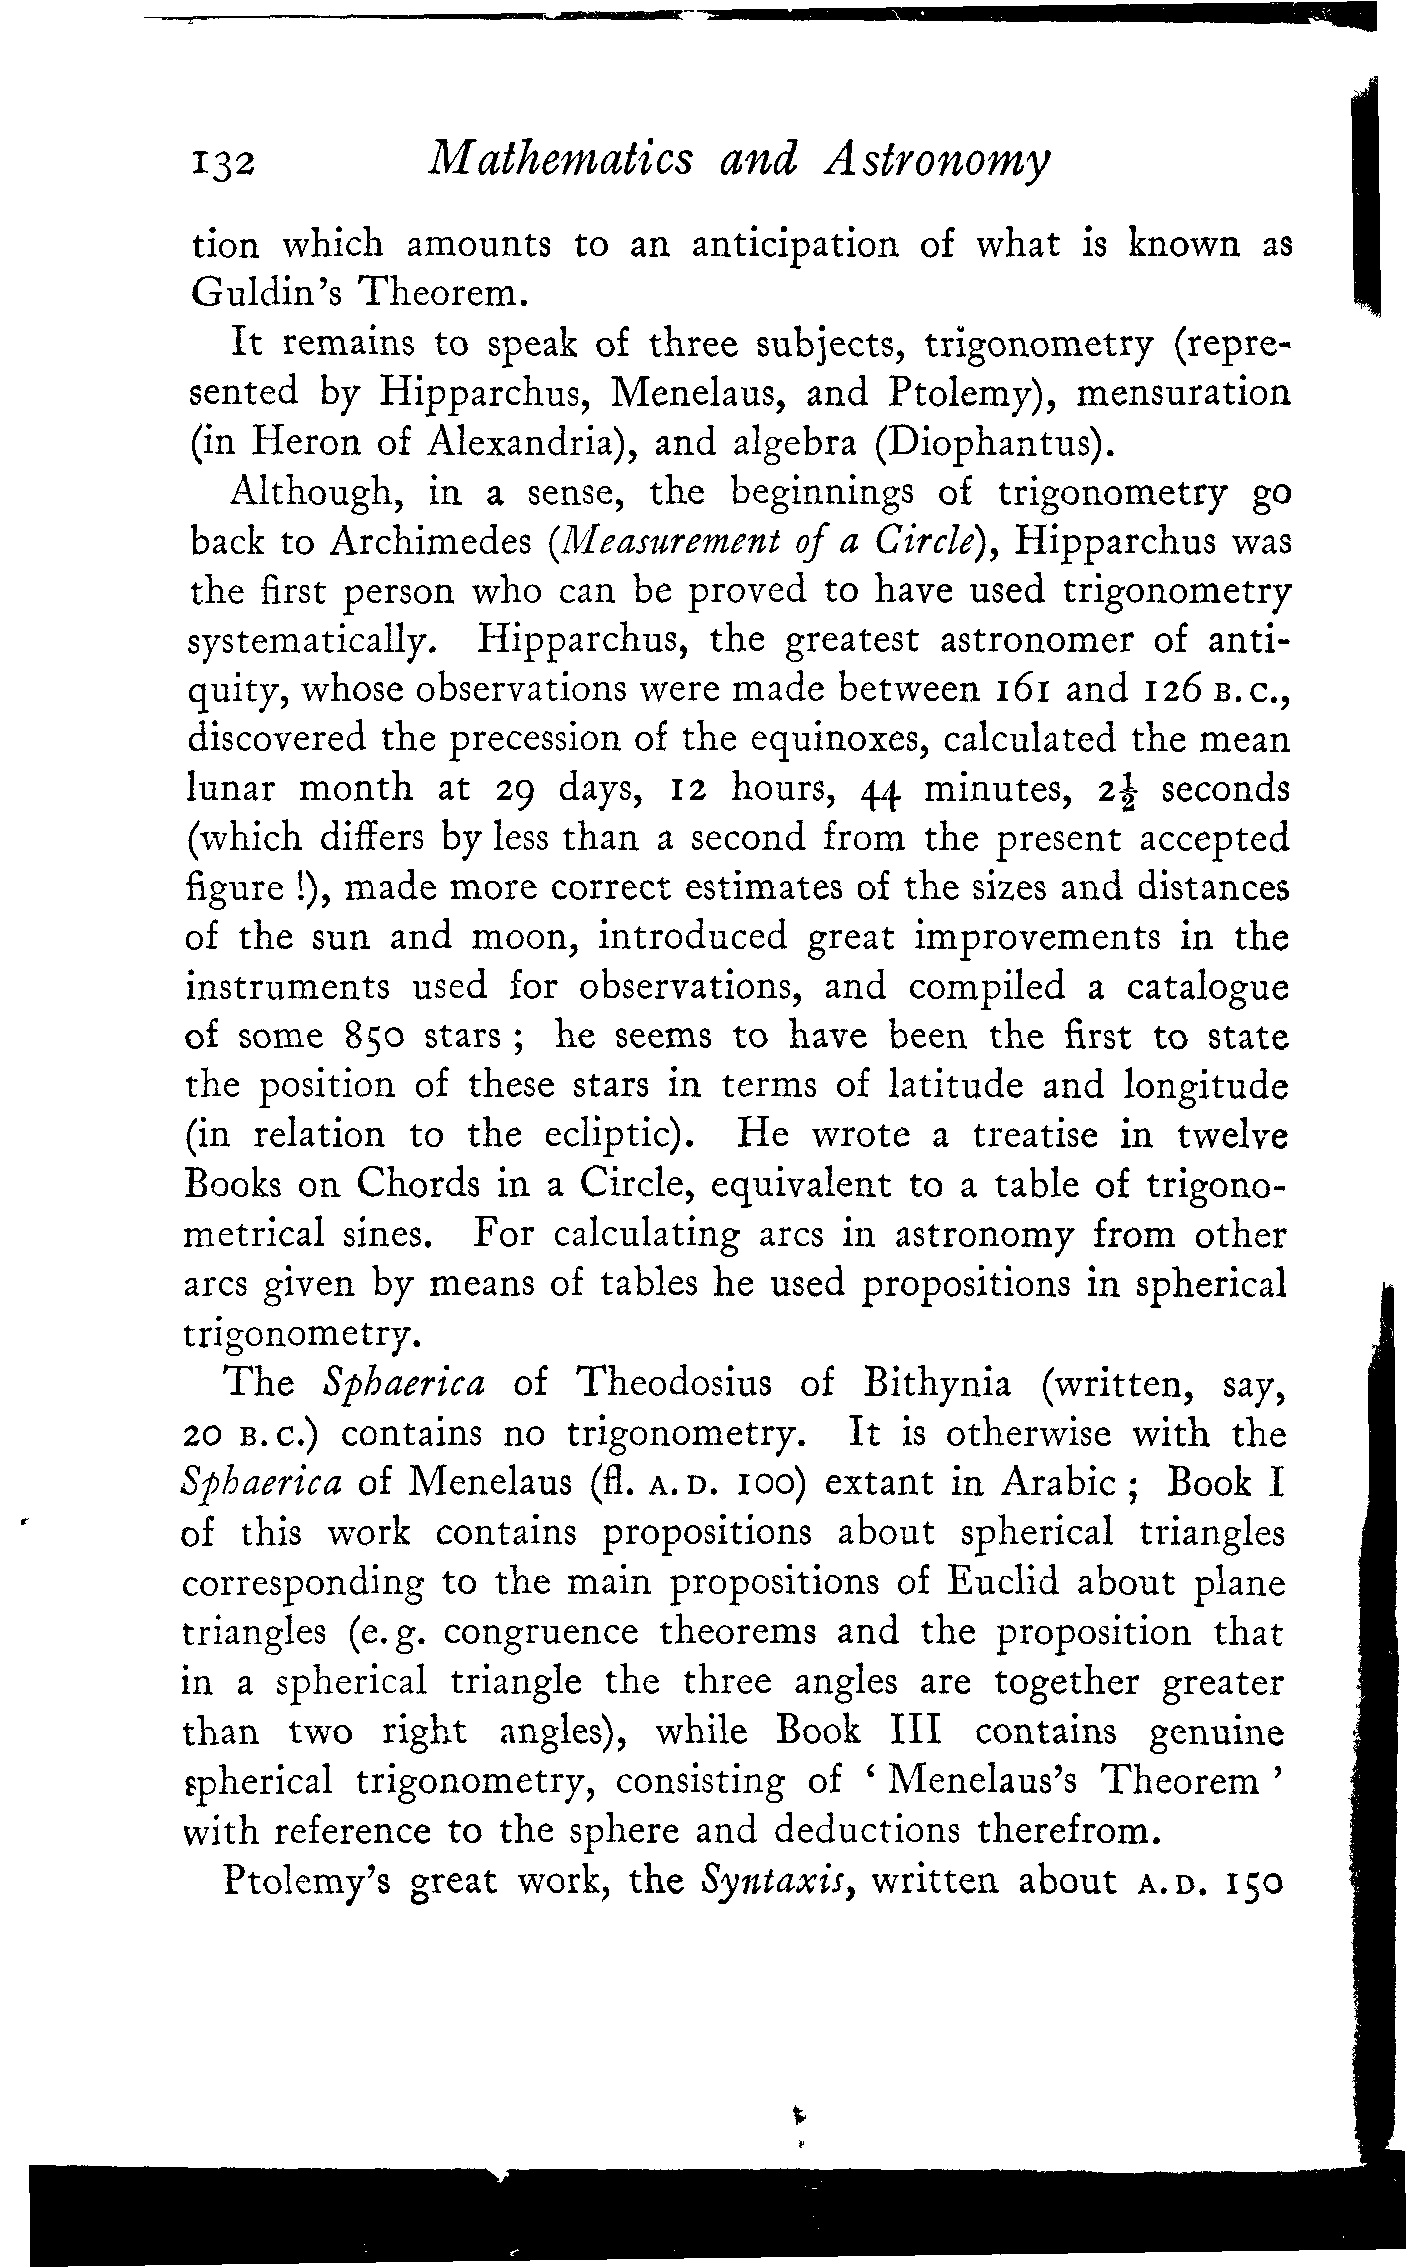 132 Mathematics and Astronomy
tion which amounts to an anticipation of what is known as
Guldin's Theorem.
It remains to speak of three subjects, trigonometry (repre-
sented by Hipparchus, Menelaus, and Ptolemy), mensuration
(in Heron of Alexandria), and algebra (Diophantus).
Although, in a sense, the beginnings of trigonometry go
back to Archimedes (Measurement of a Circle), Hipparchus was
the first person who can be proved to have used trigonometry
systematically. Hipparchus, the greatest astronomer of anti-
quity, whose observations were made between 161 and 126 B.C.,
discovered the precession of the equinoxes, calculated the mean
lunar month at 29 days, 12 hours, 44 minutes, 2½ seconds
(which differs by less than a second from the present accepted
figure !), made more correct estimates of the sizes and distances
of the sun and moon, introduced great improvements in the
instruments used for observations, and compiled a catalogue
of some 850 stars ; he seems to have been the first to state
the position of these stars in terms of latitude and longitude
(in relation to the ecliptic). He wrote a treatise in twelve
Books on Chords in a Circle, equivalent to a table of trigono-
metrical sines. For calculating arcs in astronomy from other
arcs given by means of tables he used propositions in spherical
trigonometry.
The Sphaerica of Theodosius of Bithynia (written, say,
20 B.C.) contains no trigonometry. It is otherwise with the
Sphaerica of Menelaus (fl. A.D. 100) extant in Arabic ; Book I
of this work contains propositions about spherical triangles
corresponding to the main propositions of Euclid about plane
triangles (e.g. congruence theorems and the proposition that
in a spherical triangle the three angles are together greater
than two right angles), while Book III contains genuine
spherical trigonometry, consisting of ‘ Menelaus's Theorem ’
with reference to the sphere and deductions therefrom.
Ptolemy's great work, the Syntaxis, written about A.D. 150